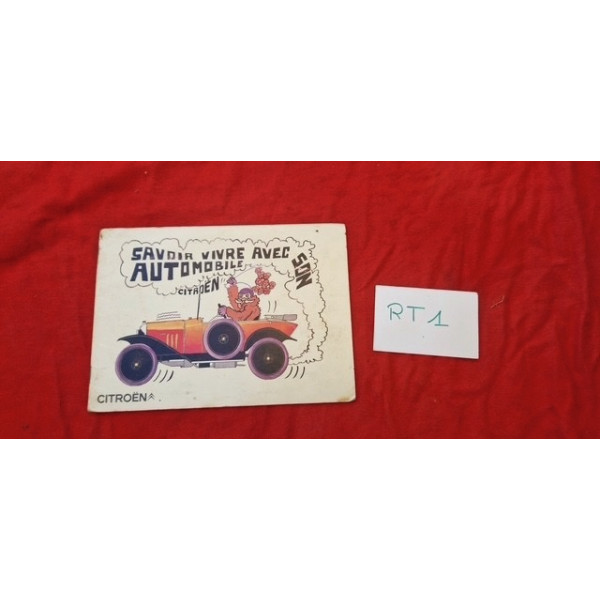 SAVOIR VIVRE AVEC SON
AUTOMOBILE
CITROËN
CITROËN
RT1